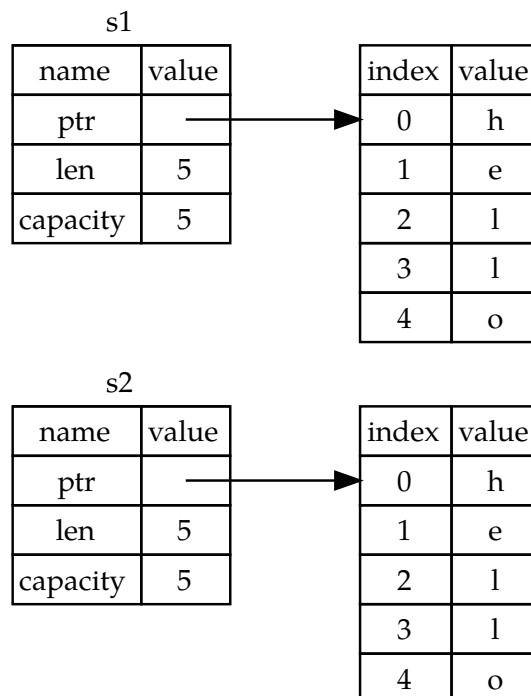 s1
name value
ptr
len 5
capacity 5
index value
0 h
1 e
2 l
3 l
4 o
s2
name value
ptr
len 5
capacity 5
index value
0 h
1 e
2 l
3 l
4 o